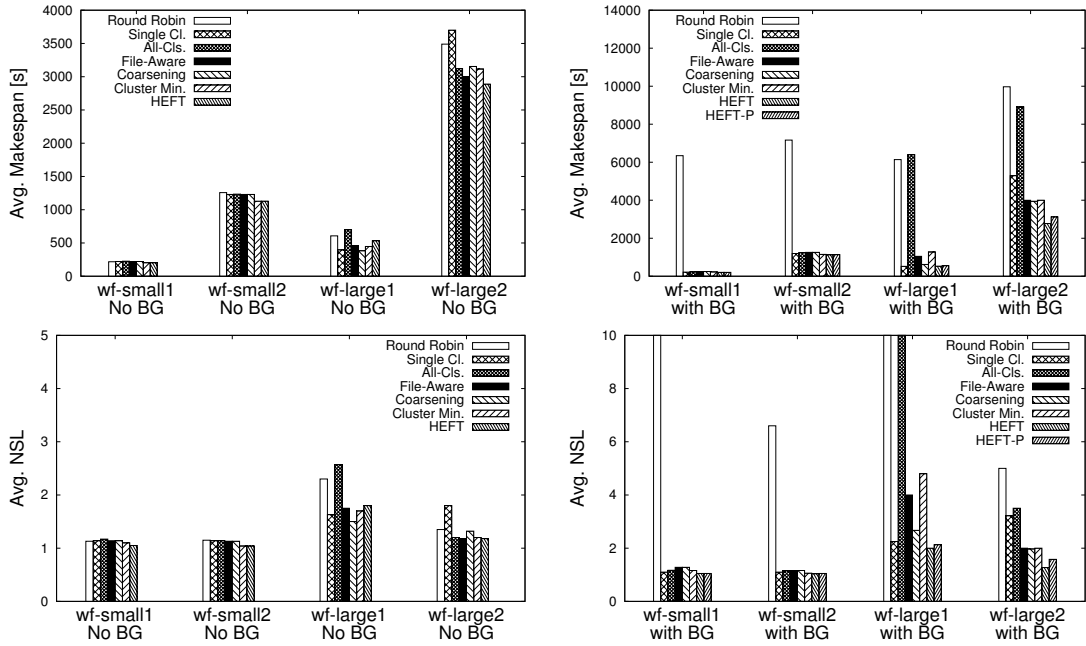 Avg. Makespan [s]
4000
3500
3000
2500
2000
1500
1000
500
0
Round Robin
Single Cl.
All-Cls.
File-Aware
Coarsening
Cluster Min.
HEFT
wf-small1 wf-small2 wf-large1 wf-large2
No BG No BG No BG No BG
Avg. Makespan [s]
14000
12000
10000
8000
6000
4000
2000
0
Round Robin
Single Cl.
All-Cls.
File-Aware
Coarsening
Cluster Min.
HEFT
HEFT-P
wf-small1 wf-small2 wf-large1 wf-large2
with BG with BG with BG with BG
Avg. NSL
5
4
3
2
1
0
Round Robin
Single Cl.
All-Cls.
File-Aware
Coarsening
Cluster Min.
HEFT
wf-small1 wf-small2 wf-large1 wf-large2
No BG No BG No BG No BG
Avg. NSL
10
8
6
4
2
0
Round Robin
Single Cl.
All-Cls.
File-Aware
Coarsening
Cluster Min.
HEFT
HEFT-P
wf-small1 wf-small2 wf-large1 wf-large2
with BG with BG with BG with BG